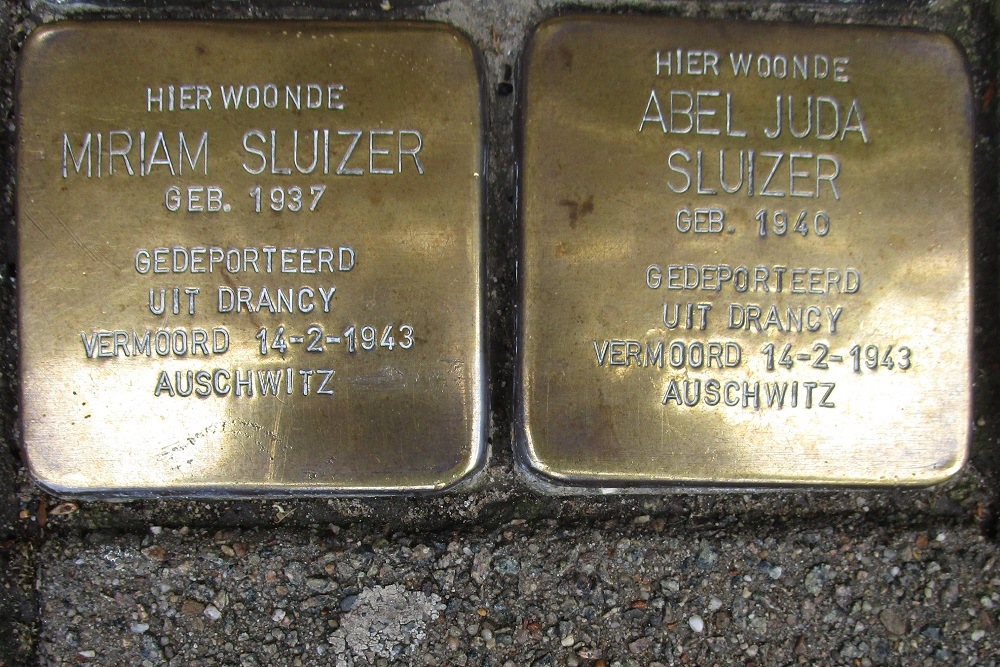 HIER WOONDE
MIRIAM SLUIZER
GEB. 1937
GEDEPORTEERD
UIT DRANCY
VERMOORD 14-2-1943
AUSCHWITZ
HIER WOONDE
ABEL JUDA
SLUIZER
GEB. 1940
GEDEPORTEERD
UIT DRANCY
VERMOORD 14-2-1943
AUSCHWITZ